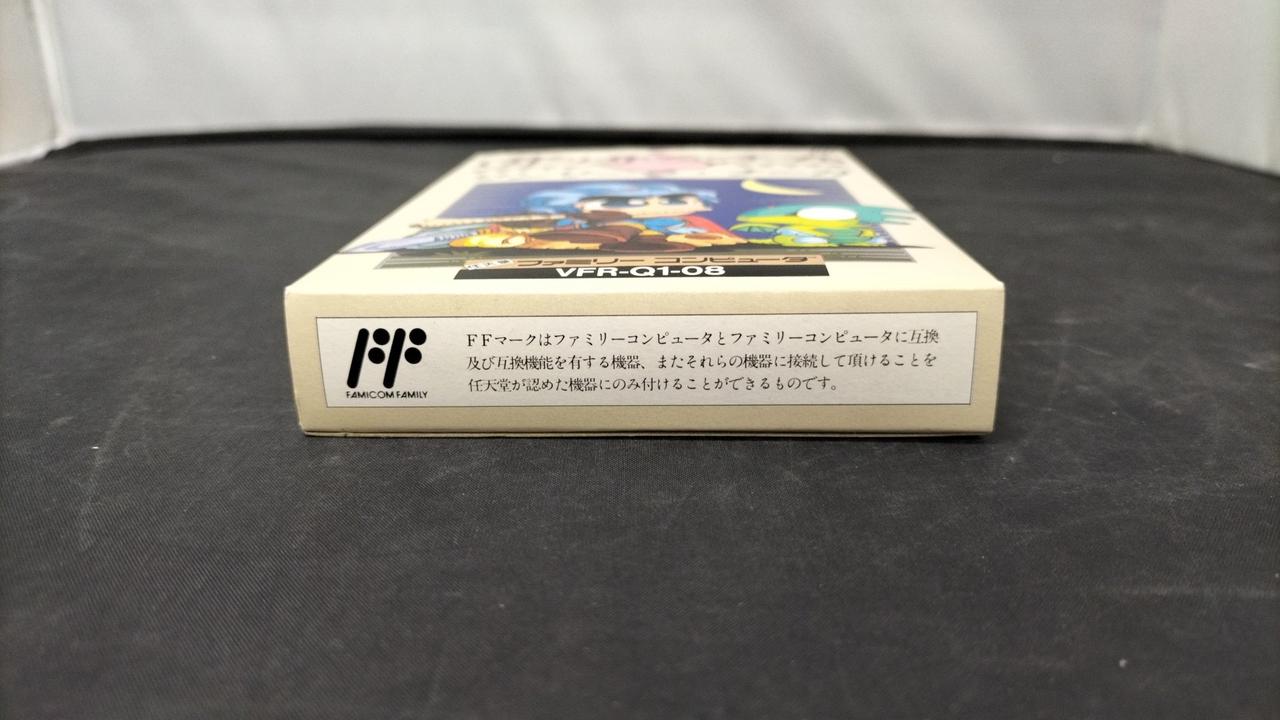 ファミリー コンピュータ
VFR-Q1-08
FAMICOM FAMILY
FFマークはファミリーコンピュータとファミリーコンピュータに互換
及び互換機能を有する機器、またそれらの機器に接続して頂けることを
任天堂が認めた機器にのみ付けることができるものです。